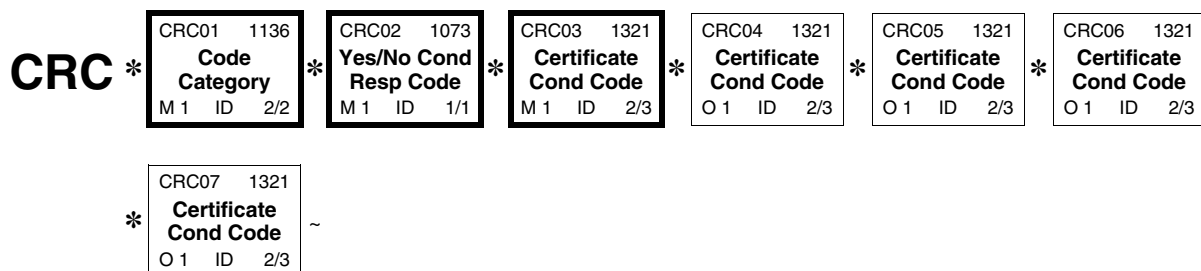 CRC01 1136 CRC02 1073 CRC03 1321 CRC04 1321 CRC05 1321 CRC06 1321
Code Yes/No Cond Certificate Certificate Certificate Certificate
CRC * Category * Resp Code * Cond Code * Cond Code * Cond Code * Cond Code
M 1 ID 2/2 M 1 ID 1/1 M 1 ID 2/3 O 1 ID 2/3 O 1 ID 2/3 O 1 ID 2/3
CRC07 1321
Certificate
* Cond Code ~
O 1 ID 2/3